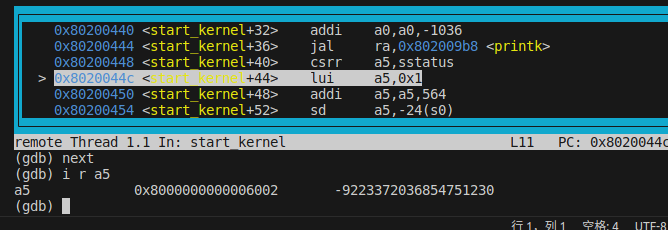 0x80200440 <start_kernel+32> addi a0,a0,-1036
0x80200444 <start_kernel+36> jal ra,0x802009b8 <printk>
0x80200448 <start_kernel+40> csrr a5,sstatus
> 0x8020044c <start_kernel+44> lui a5,0x1
0x80200450 <start_kernel+48> addi a5,a5,564
0x80200454 <start_kernel+52> sd a5,-24(s0)
remote Thread 1.1 In: start_kernel L11 PC: 0x8020044c
(gdb) next
(gdb) i r a5
a5 0x8000000000006002 -9223372036854751230
(gdb)
行 1，列 1 空格: 4 UTF-8